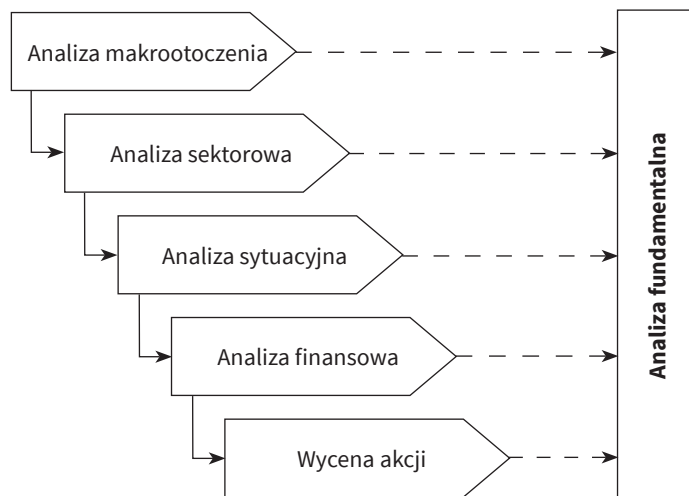 Analiza makrootoczenia
Analiza sektorowa
Analiza sytuacyjna
Analiza finansowa
Wycena akcji
Analiza fundamentalna